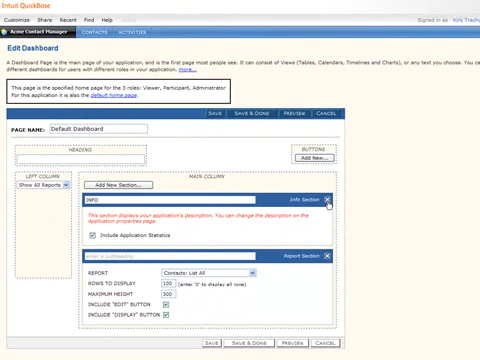 Intuit QuickBase
Customize Share Recent Find Help
Signed in as Kirk Trachy
Acme Contact Manager CONTACTS ACTIVITIES
Edit Dashboard
A Dashboard Page is the main page of your application, and is the first page most people see. It can consist of Views (Tables, Calendars, Timelines and Charts), or any text you choose. You c
different dashboards for users with different roles in your application. more...
This page is the specified home page for the 3 roles: Viewer, Participant, Administrator
For this application it is also the default home page.
SAVE SAVE & DONE PREVIEW CANCEL
PAGE NAME: Default Dashboard
HEADING
BUTTONS
Add New...
LEFT COLUMN
Show All Reports
MAIN COLUMN
Add New Section...
INFO Info Section
This section displays your application's description. You can change the description on the
Application properties page.
Include Application Statistics
enter a subheading Report Section
REPORT Contacts: List All
ROWS TO DISPLAY 100 (enter '0' to display all rows)
MAXIMUM HEIGHT 300
INCLUDE "EDIT" BUTTON
INCLUDE "DISPLAY" BUTTON
SAVE SAVE & DONE PREVIEW CANCEL